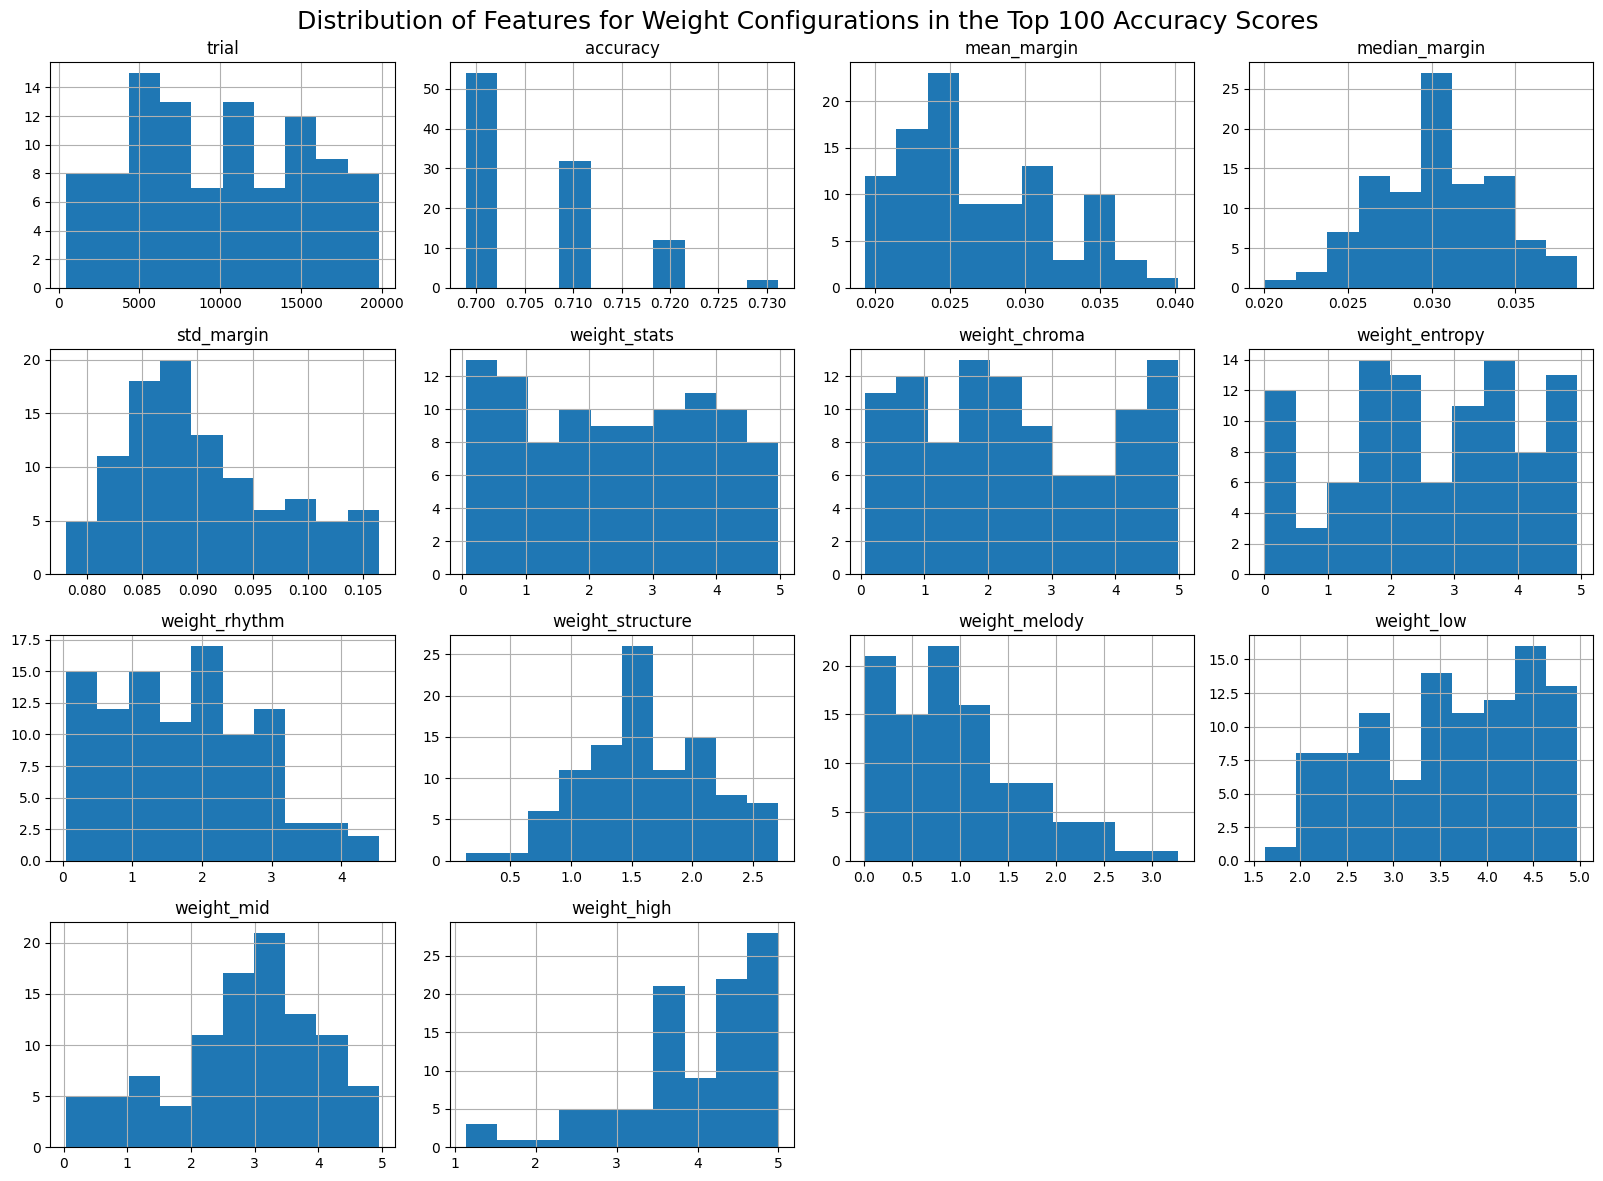 Distribution of Features for Weight Configurations in the Top 100 Accuracy Scores
trial accuracy mean_margin median_margin
14 12 10 8 6 4 2 0
0 5000 10000 15000 20000
50 40 30 20 10 0
0.700 0.705 0.710 0.715 0.720 0.725 0.730
20 15 10 5 0
0.020 0.025 0.030 0.035 0.040
25 20 15 10 5 0
0.020 0.025 0.030 0.035
std_margin weight_stats weight_chroma weight_entropy
20 15 10 5 0
0.080 0.085 0.090 0.095 0.100 0.105
12 10 8 6 4 2 0
0 1 2 3 4 5
12 10 8 6 4 2 0
0 1 2 3 4 5
14 12 10 8 6 4 2 0
0 1 2 3 4 5
weight_rhythm weight_structure weight_melody weight_low
17.5 15.0 12.5 10.0 7.5 5.0 2.5 0.0
0 1 2 3 4
25 20 15 10 5 0
0.5 1.0 1.5 2.0 2.5
20 15 10 5 0
0.0 0.5 1.0 1.5 2.0 2.5 3.0
15.0 12.5 10.0 7.5 5.0 2.5 0.0
1.5 2.0 2.5 3.0 3.5 4.0 4.5 5.0
weight_mid weight_high
20 15 10 5 0
0 1 2 3 4 5
25 20 15 10 5 0
1 2 3 4 5